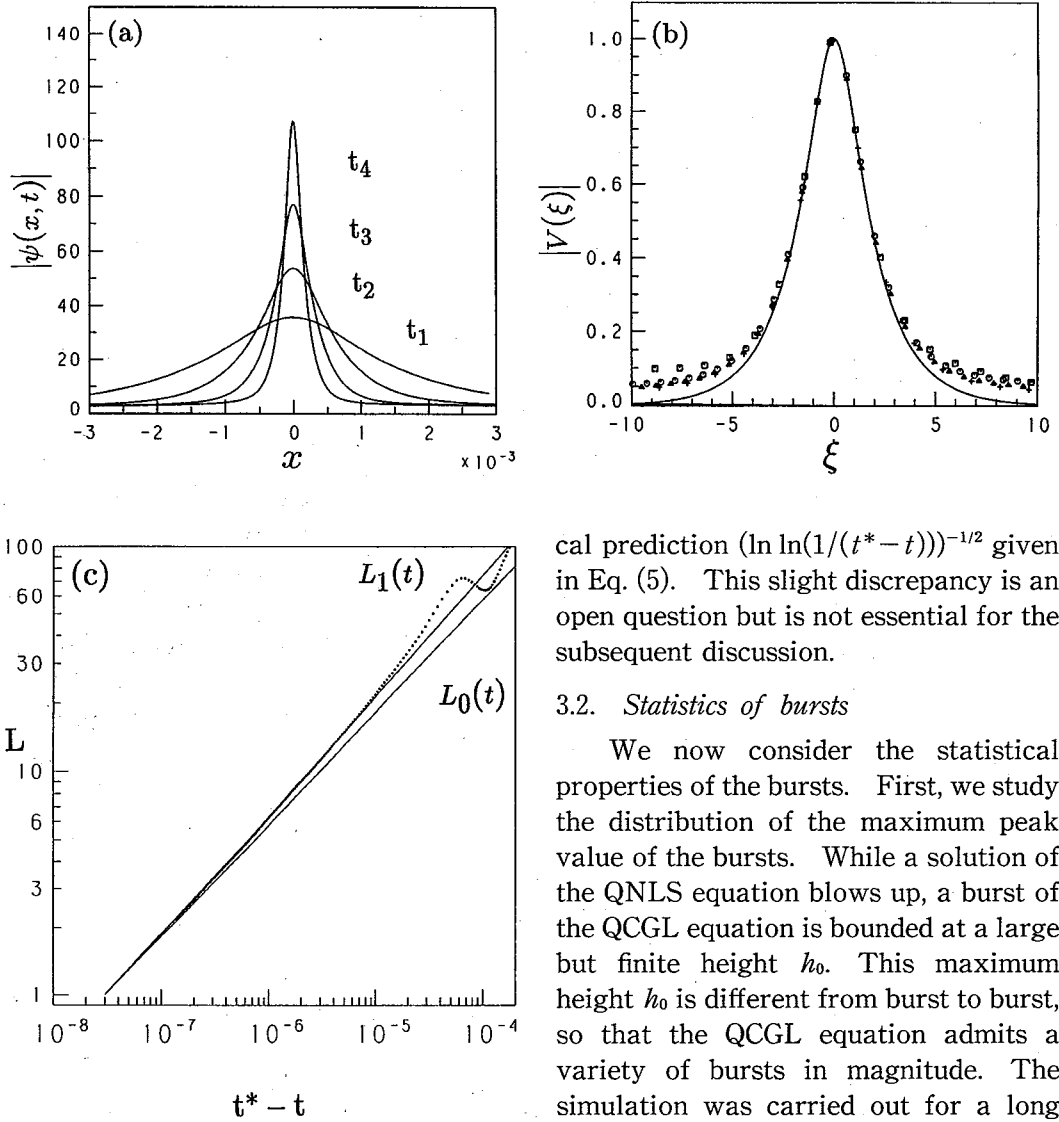 (a)
140
120
100
80
60
40
20
0
|ψ(x, t)|
t4
t3
t2
t1
-3 -2 -1 0 1 2 3
x ×10⁻³
(b)
1.0
0.8
0.6
0.4
0.2
0.0
|V(ξ)|
-10 -5 0 5 10
ξ
(c)
100
60
30
10
6
3
1
L
L₁(t)
L₀(t)
10⁻⁸ 10⁻⁷ 10⁻⁶ 10⁻⁵ 10⁻⁴
t* − t
cal prediction (ln ln(1/(t*−t)))⁻¹/² given
in Eq. (5). This slight discrepancy is an
open question but is not essential for the
subsequent discussion.
3.2. Statistics of bursts
We now consider the statistical
properties of the bursts. First, we study
the distribution of the maximum peak
value of the bursts. While a solution of
the QNLS equation blows up, a burst of
the QCGL equation is bounded at a large
but finite height h₀. This maximum
height h₀ is different from burst to burst,
so that the QCGL equation admits a
variety of bursts in magnitude. The
simulation was carried out for a long